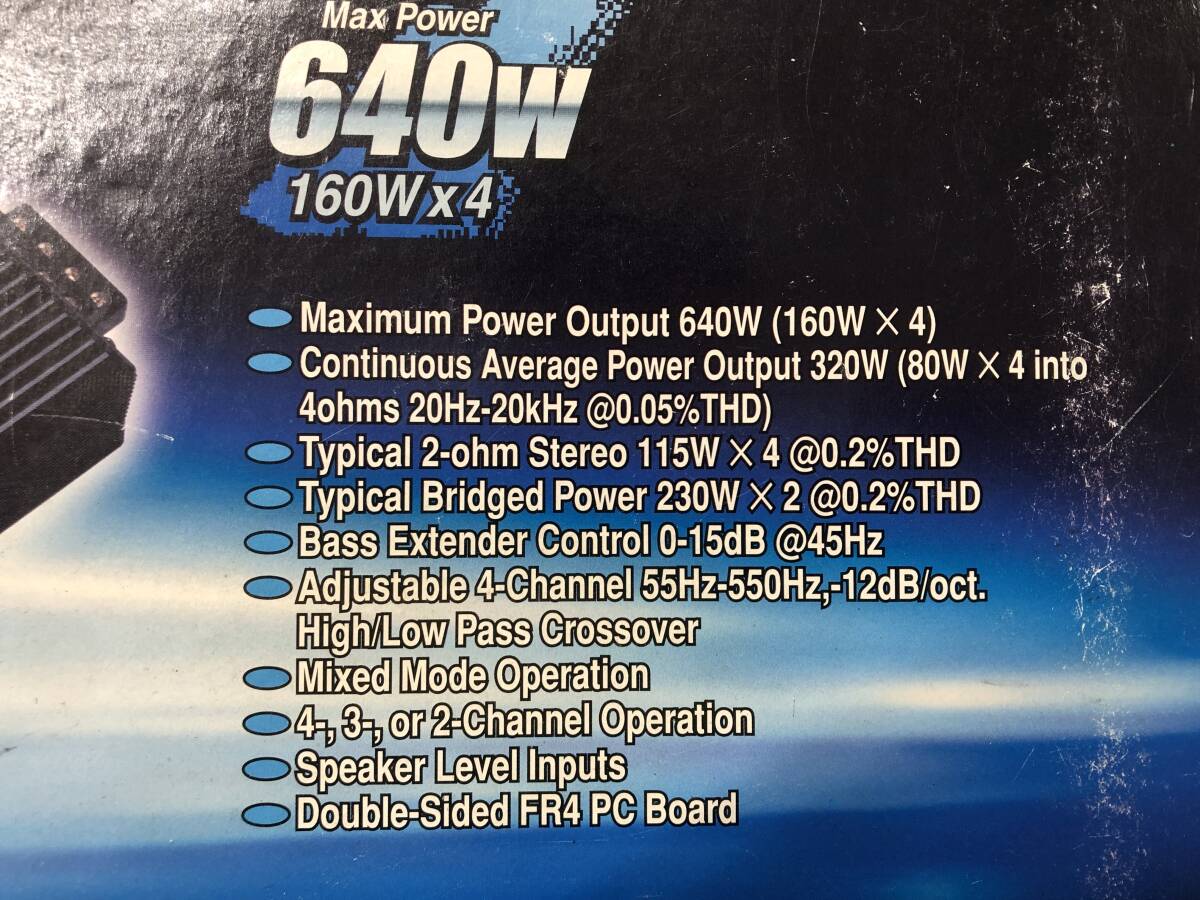 Max Power
640W
160W x 4
Maximum Power Output 640W (160W × 4)
Continuous Average Power Output 320W (80W × 4 into
4ohms 20Hz-20kHz @0.05%THD)
Typical 2-ohm Stereo 115W × 4 @0.2%THD
Typical Bridged Power 230W × 2 @0.2%THD
Bass Extender Control 0-15dB @45Hz
Adjustable 4-Channel 55Hz-550Hz,-12dB/oct.
High/Low Pass Crossover
Mixed Mode Operation
4-, 3-, or 2-Channel Operation
Speaker Level Inputs
Double-Sided FR4 PC Board